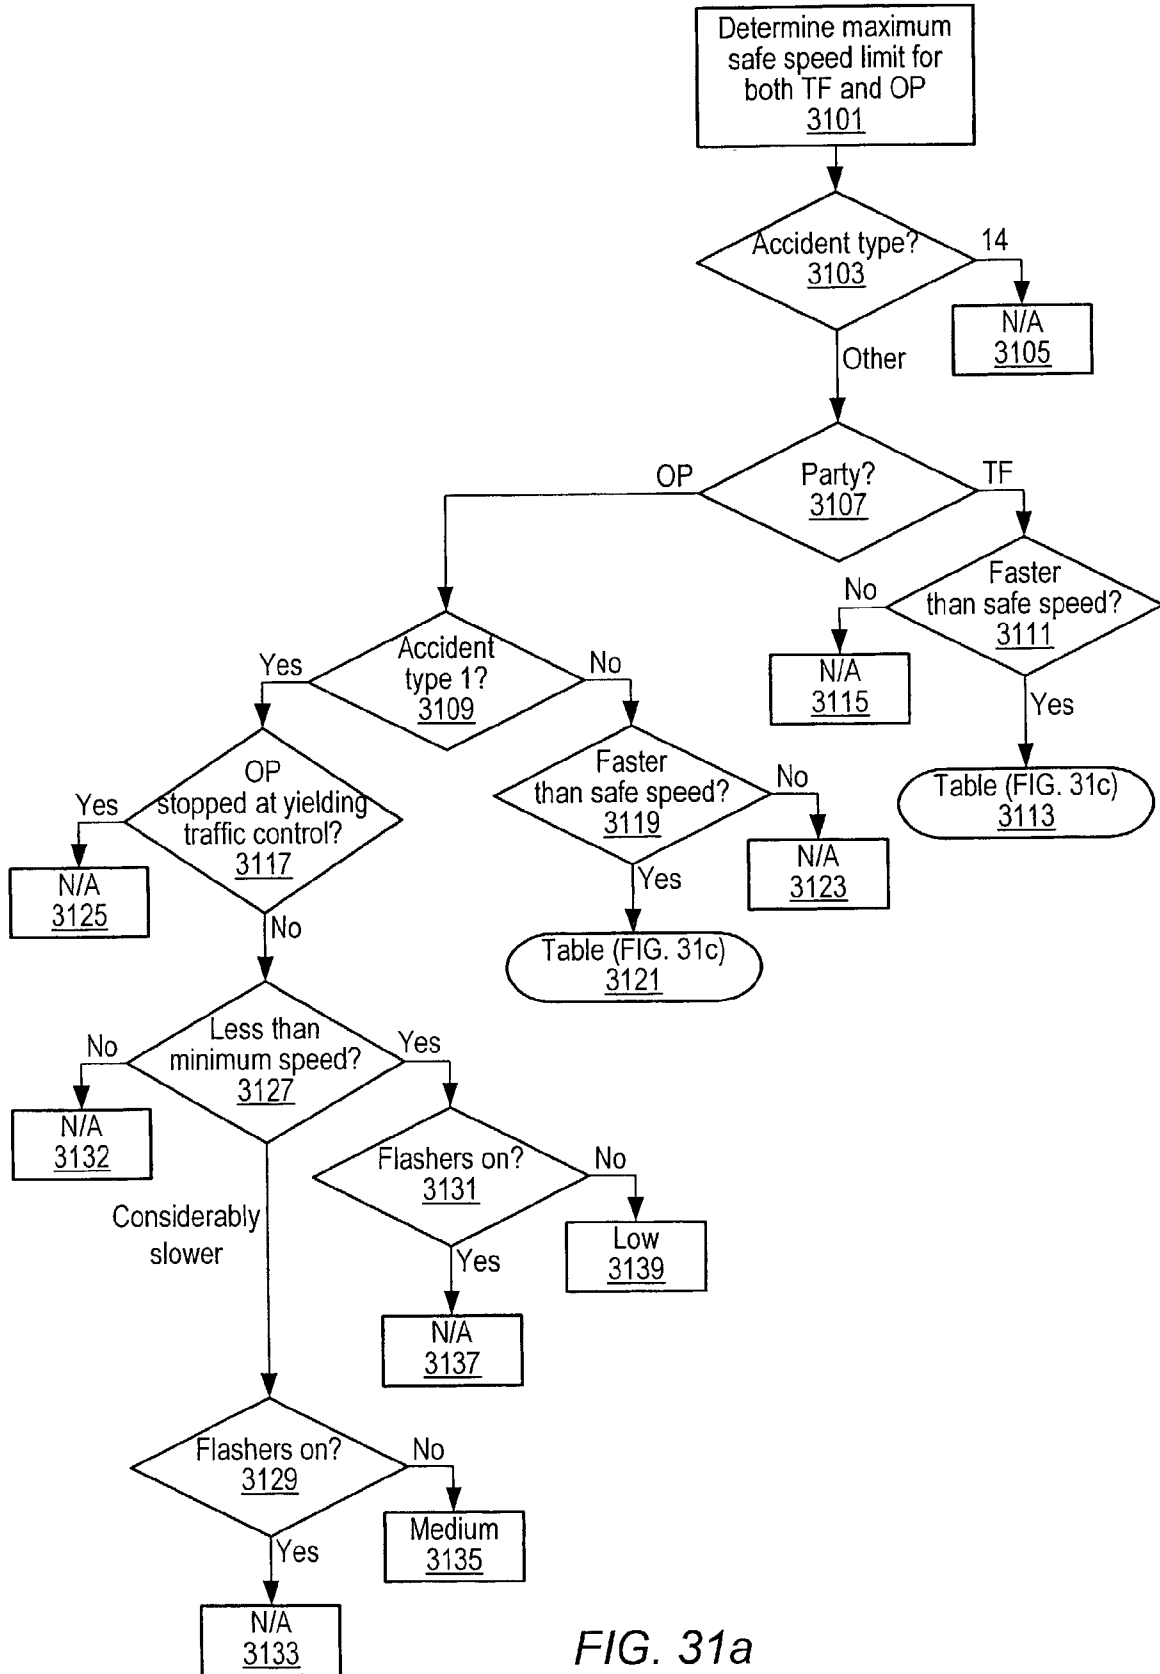 Determine maximum
safe speed limit for
both TF and OP
3101
Accident type?
3103
14
N/A
3105
Other
Party?
3107
OP
TF
Faster
than safe speed?
3111
No
N/A
3115
Yes
Table (FIG. 31c)
3113
Accident
type 1?
3109
Yes
No
OP
stopped at yielding
traffic control?
3117
Yes
N/A
3125
No
Faster
than safe speed?
3119
No
N/A
3123
Yes
Table (FIG. 31c)
3121
Less than
minimum speed?
3127
No
N/A
3132
Yes
Flashers on?
3131
No
Low
3139
Yes
N/A
3137
Considerably
slower
Flashers on?
3129
No
Medium
3135
Yes
N/A
3133
FIG. 31a